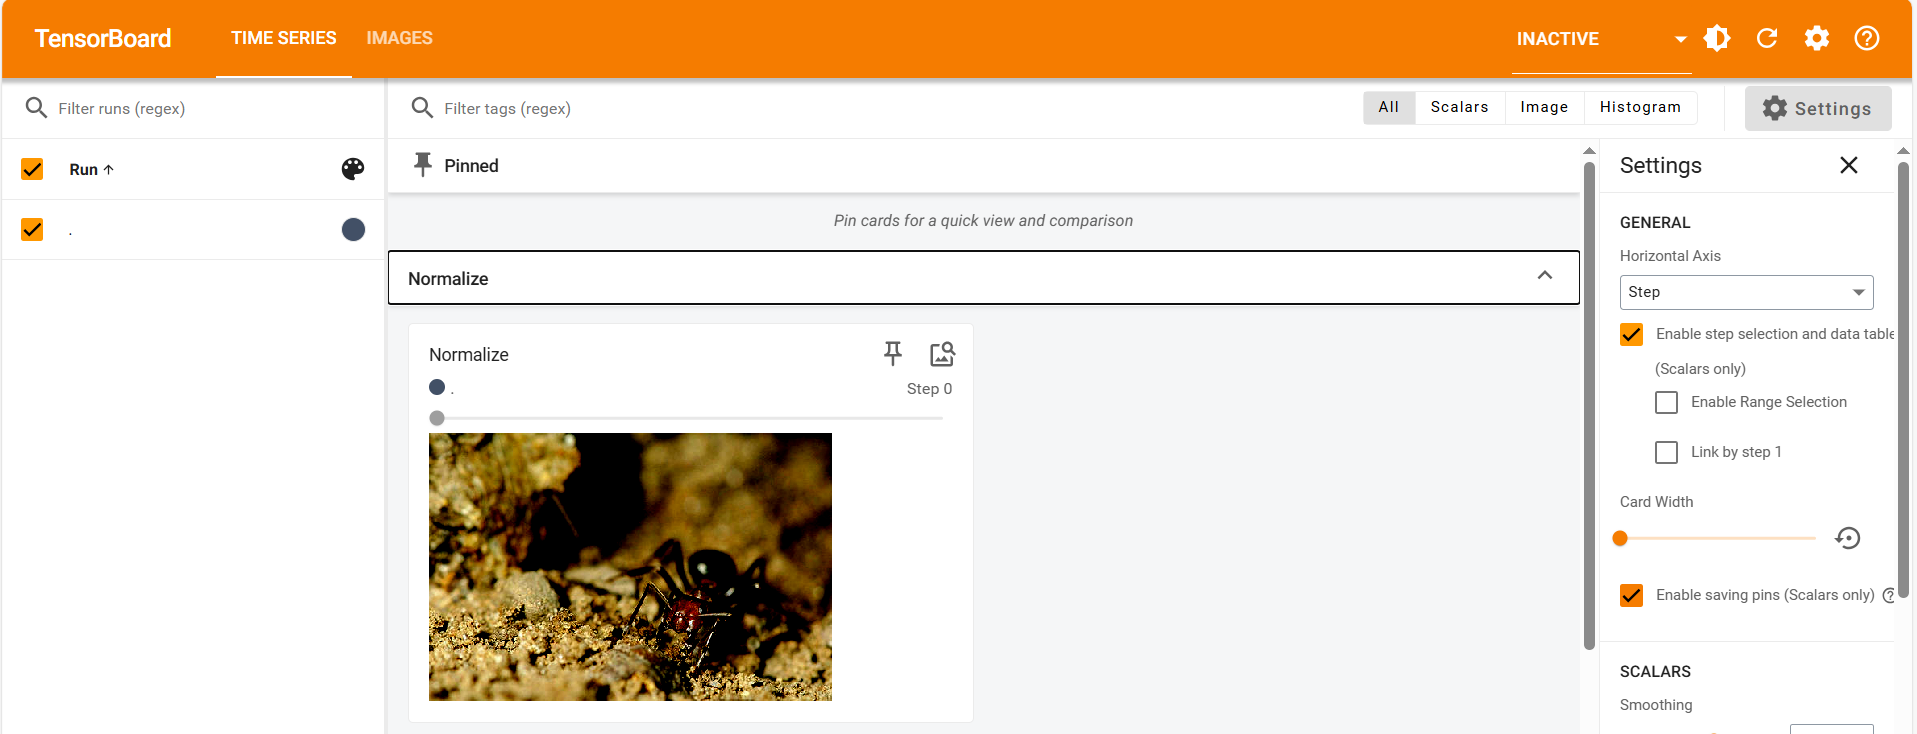 TensorBoard
TIME SERIES
IMAGES
INACTIVE
Filter runs (regex)
Filter tags (regex)
All
Scalars
Image
Histogram
Settings
Run
.
Pinned
Pin cards for a quick view and comparison
Normalize
Normalize
.
Step 0
Settings
GENERAL
Horizontal Axis
Step
Enable step selection and data table
(Scalars only)
Enable Range Selection
Link by step 1
Card Width
Enable saving pins (Scalars only)
SCALARS
Smoothing